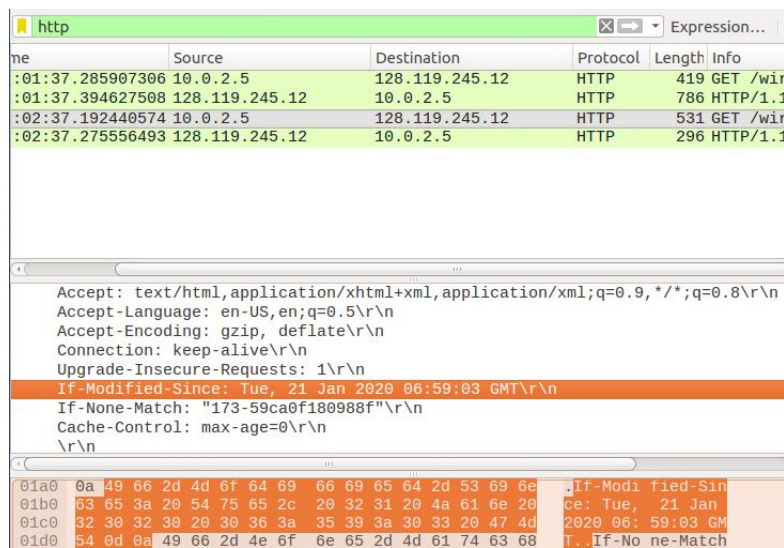 http Expression...
me Source Destination Protocol Length Info
:01:37.285907306 10.0.2.5 128.119.245.12 HTTP 419 GET /wir
:01:37.394627508 128.119.245.12 10.0.2.5 HTTP 786 HTTP/1.1
:02:37.192440574 10.0.2.5 128.119.245.12 HTTP 531 GET /wir
:02:37.275556493 128.119.245.12 10.0.2.5 HTTP 296 HTTP/1.1
Accept: text/html,application/xhtml+xml,application/xml;q=0.9,*/*;q=0.8\r\n
Accept-Language: en-US,en;q=0.5\r\n
Accept-Encoding: gzip, deflate\r\n
Connection: keep-alive\r\n
Upgrade-Insecure-Requests: 1\r\n
If-Modified-Since: Tue, 21 Jan 2020 06:59:03 GMT\r\n
If-None-Match: "173-59ca0f180988f"\r\n
Cache-Control: max-age=0\r\n
\r\n
01a0 0a 49 66 2d 4d 6f 64 69 66 69 65 64 2d 53 69 6e .If-Modi fied-Sin
01b0 63 65 3a 20 54 75 65 2c 20 32 31 20 4a 61 6e 20 ce: Tue, 21 Jan
01c0 32 30 32 30 20 30 36 3a 35 39 3a 30 33 20 47 4d 2020 06: 59:03 GM
01d0 54 0d 0a 49 66 2d 4e 6f 6e 65 2d 4d 61 74 63 68 T..If-No ne-Match